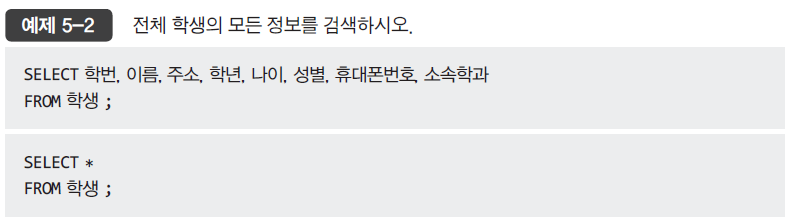 예제 5-2 전체 학생의 모든 정보를 검색하시오.
SELECT 학번, 이름, 주소, 학년, 나이, 성별, 휴대폰번호, 소속학과
FROM 학생 ;
SELECT *
FROM 학생 ;